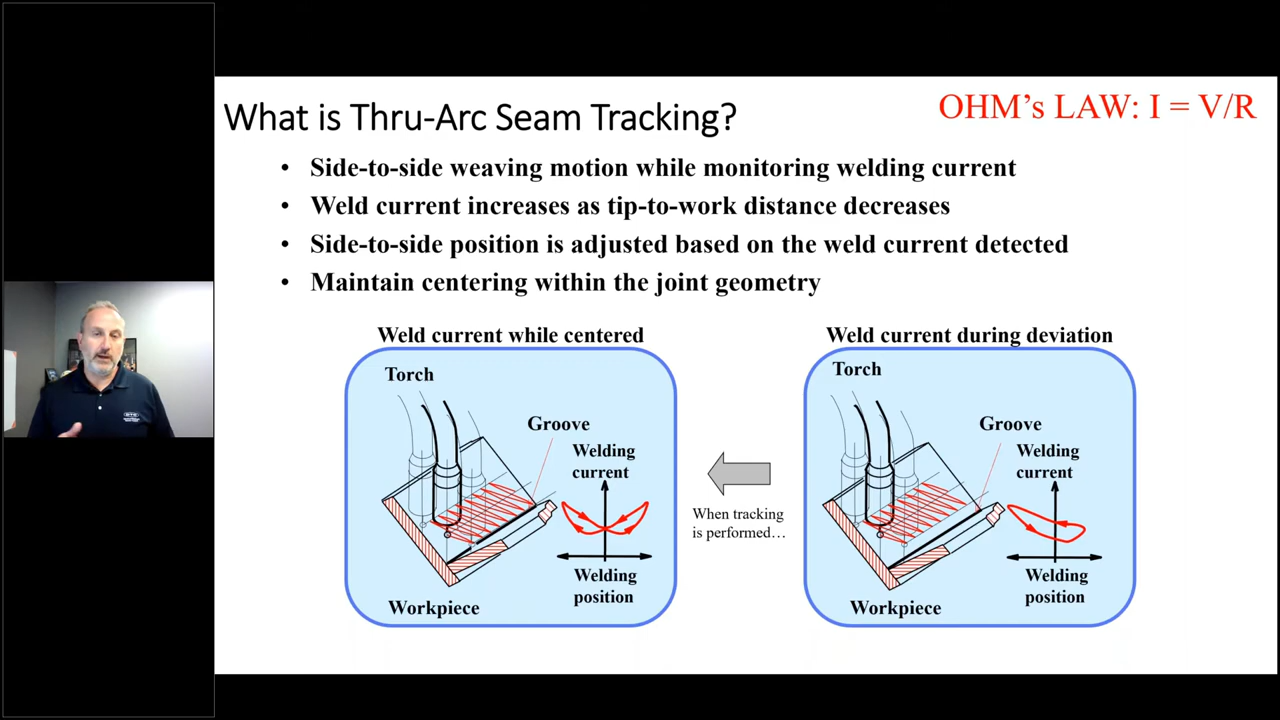 What is Thru-Arc Seam Tracking?
OHM's LAW: I = V/R
• Side-to-side weaving motion while monitoring welding current
• Weld current increases as tip-to-work distance decreases
• Side-to-side position is adjusted based on the weld current detected
• Maintain centering within the joint geometry
Weld current while centered
Torch
Groove
Welding
current
Welding
position
Workpiece
When tracking
is performed…
Weld current during deviation
Torch
Groove
Welding
current
Welding
position
Workpiece